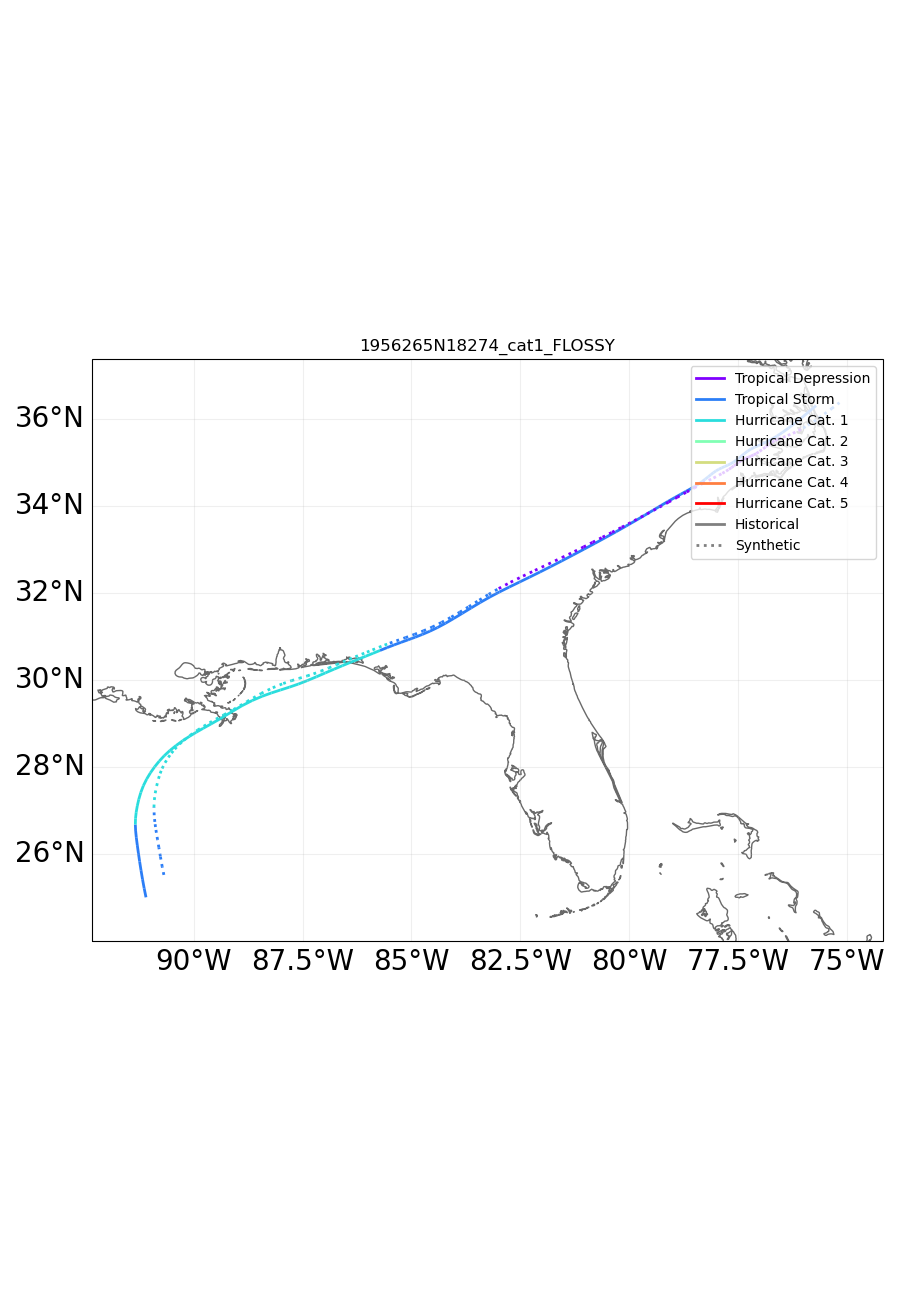 1956265N18274_cat1_FLOSSY
Tropical Depression
Tropical Storm
Hurricane Cat. 1
Hurricane Cat. 2
Hurricane Cat. 3
Hurricane Cat. 4
Hurricane Cat. 5
Historical
Synthetic
36°N
34°N
32°N
30°N
28°N
26°N
90°W 87.5°W 85°W 82.5°W 80°W 77.5°W 75°W